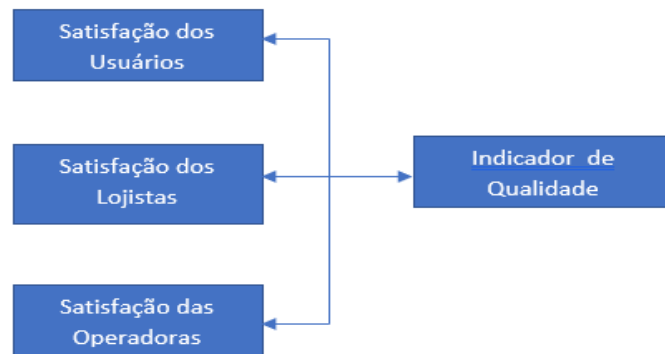 Satisfação dos
Usuários
Satisfação dos
Lojistas
Indicador de
Qualidade
Satisfação das
Operadoras